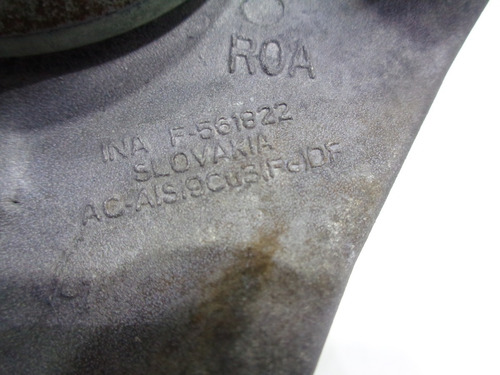 ROA
INA F-561822
SLOVAKIA
AC-AlSi9Cu3(Fe)DF